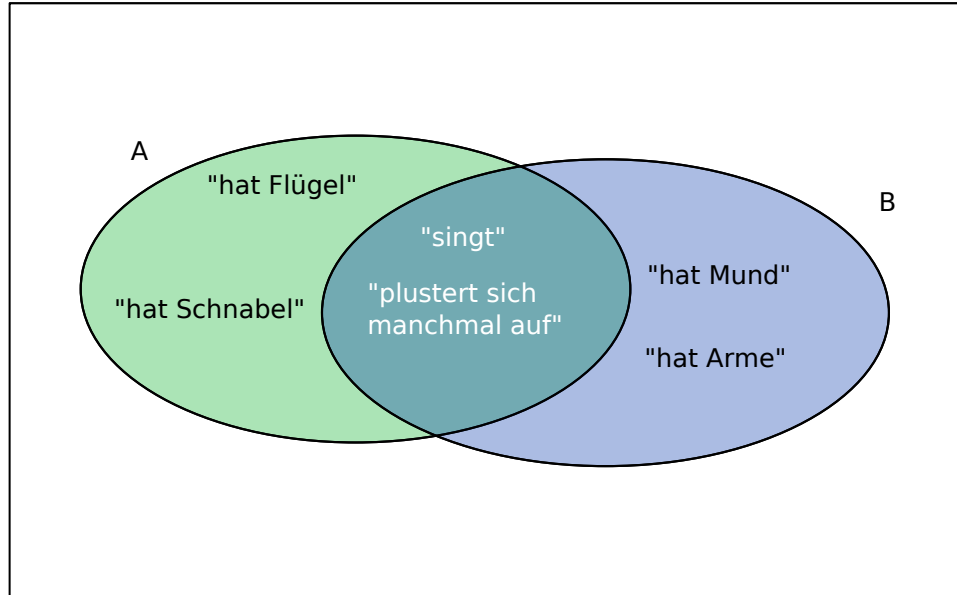 A
"hat Flügel"
B
"singt"
"hat Mund"
"plustert sich
manchmal auf"
"hat Schnabel"
"hat Arme"